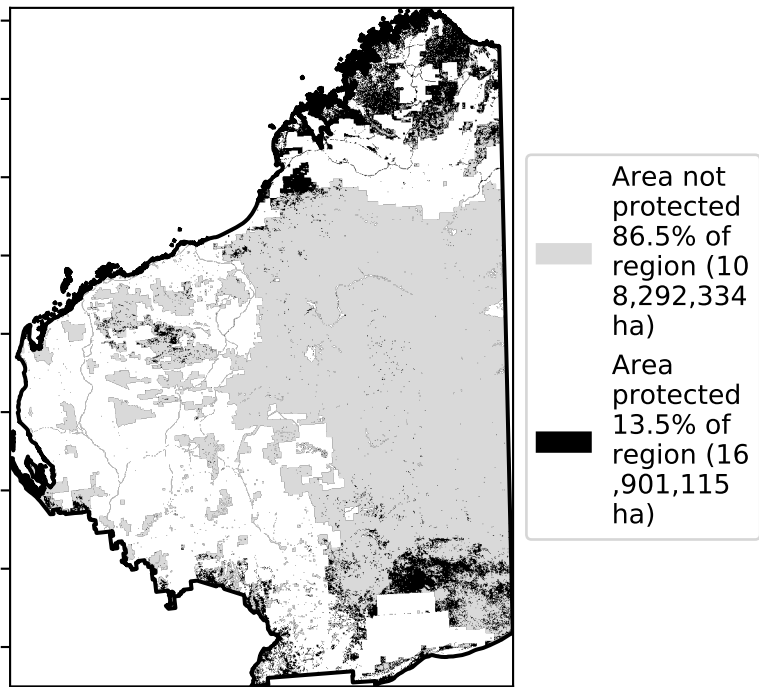 Area not
protected
86.5% of
region (10
8,292,334
ha)
Area
protected
13.5% of
region (16
,901,115
ha)